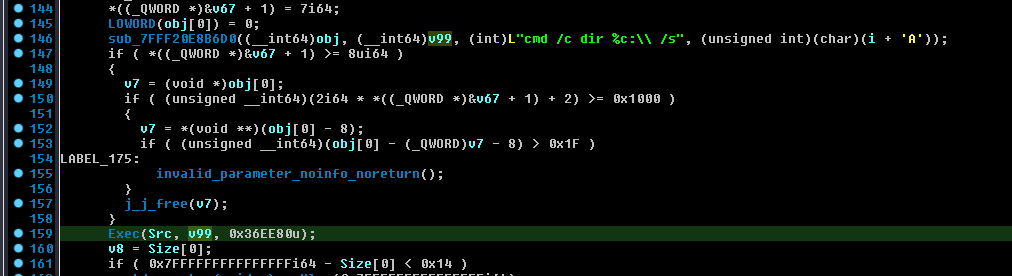 144 *((_QWORD *)&v67 + 1) = 7i64;
145 LOWORD(obj[0]) = 0;
146 sub_7FFF20E8B6D0((__int64)obj, (__int64)v99, (int)L"cmd /c dir %c:\\ /s", (unsigned int)(char)(i + 'A'));
147 if ( *((_QWORD *)&v67 + 1) >= 8ui64 )
148 {
149 v7 = (void *)obj[0];
150 if ( (unsigned __int64)(2i64 * *((_QWORD *)&v67 + 1) + 2) >= 0x1000 )
151 {
152 v7 = *(void **)(obj[0] - 8);
153 if ( (unsigned __int64)(obj[0] - (_QWORD)v7 - 8) > 0x1F )
154 LABEL_175:
155 invalid_parameter_noinfo_noreturn();
156 }
157 j_j_free(v7);
158 }
159 Exec(Src, v99, 0x36EE80u);
160 v8 = Size[0];
161 if ( 0x7FFFFFFFFFFFFFFFi64 - Size[0] < 0x14 )